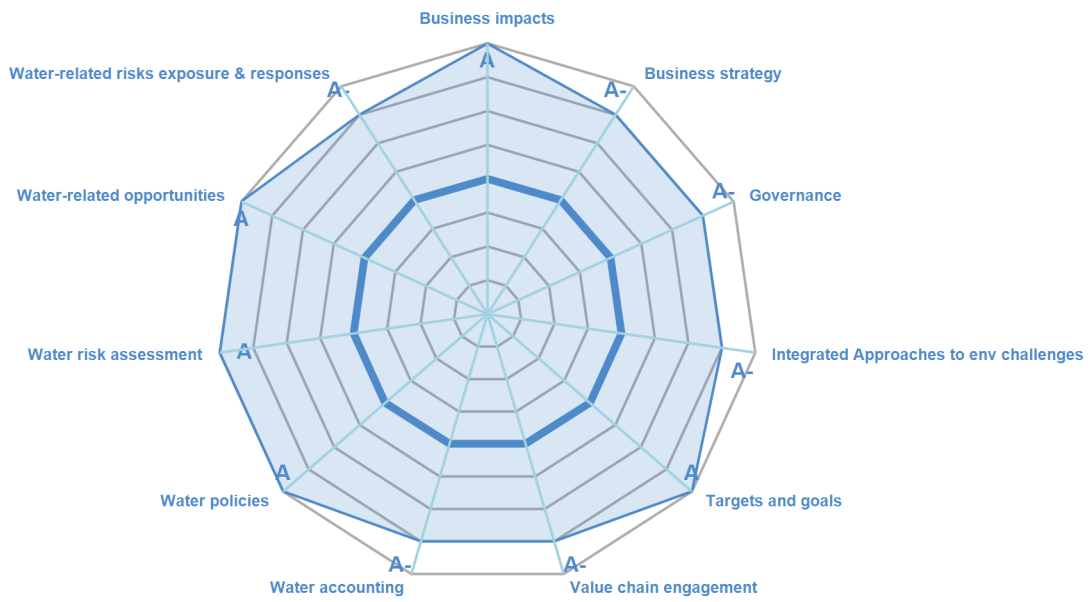 Business impacts
A
Water-related risks exposure & responses
A-
Business strategy
A-
Water-related opportunities
A
Governance
A-
Water risk assessment
A
Integrated Approaches to env challenges
A-
Water policies
A
Targets and goals
A
Water accounting
A-
Value chain engagement
A-